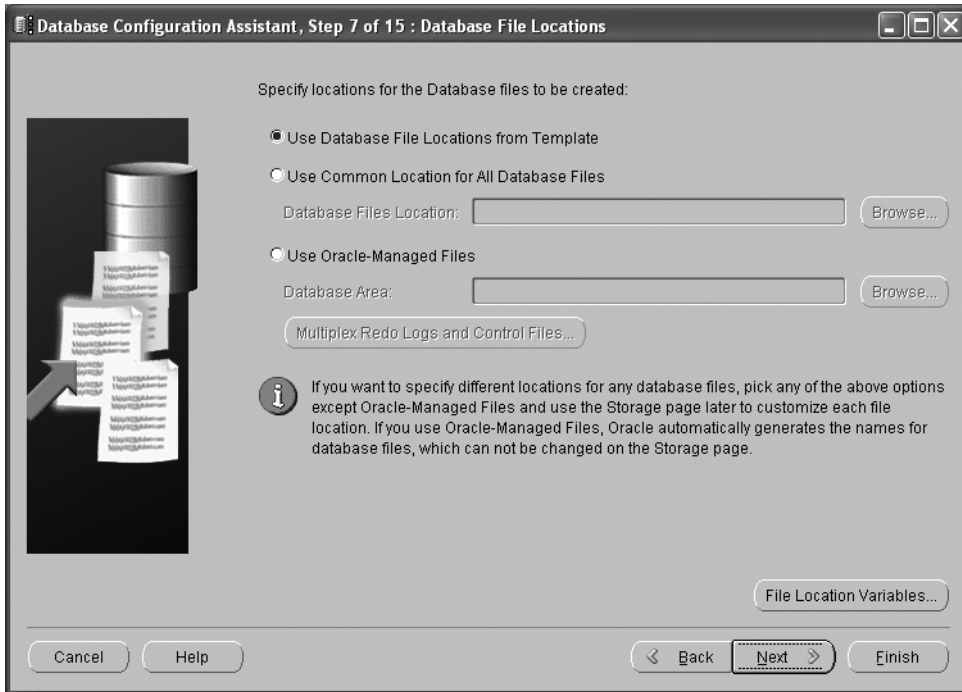 Database Configuration Assistant, Step 7 of 15 : Database File Locations
Specify locations for the Database files to be created:
Use Database File Locations from Template
Use Common Location for All Database Files
Database Files Location:
Browse...
Use Oracle-Managed Files
Database Area:
Browse...
Multiplex Redo Logs and Control Files...
If you want to specify different locations for any database files, pick any of the above options
except Oracle-Managed Files and use the Storage page later to customize each file
location. If you use Oracle-Managed Files, Oracle automatically generates the names for
database files, which can not be changed on the Storage page.
File Location Variables...
Cancel
Help
Back
Next
Finish